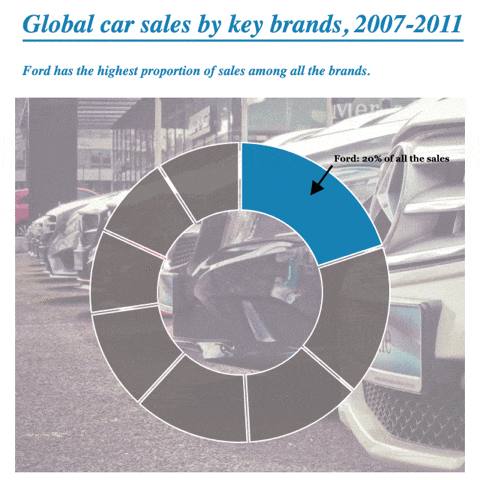 Global car sales by key brands, 2007-2011
Ford has the highest proportion of sales among all the brands.
Ford: 20% of all the sales